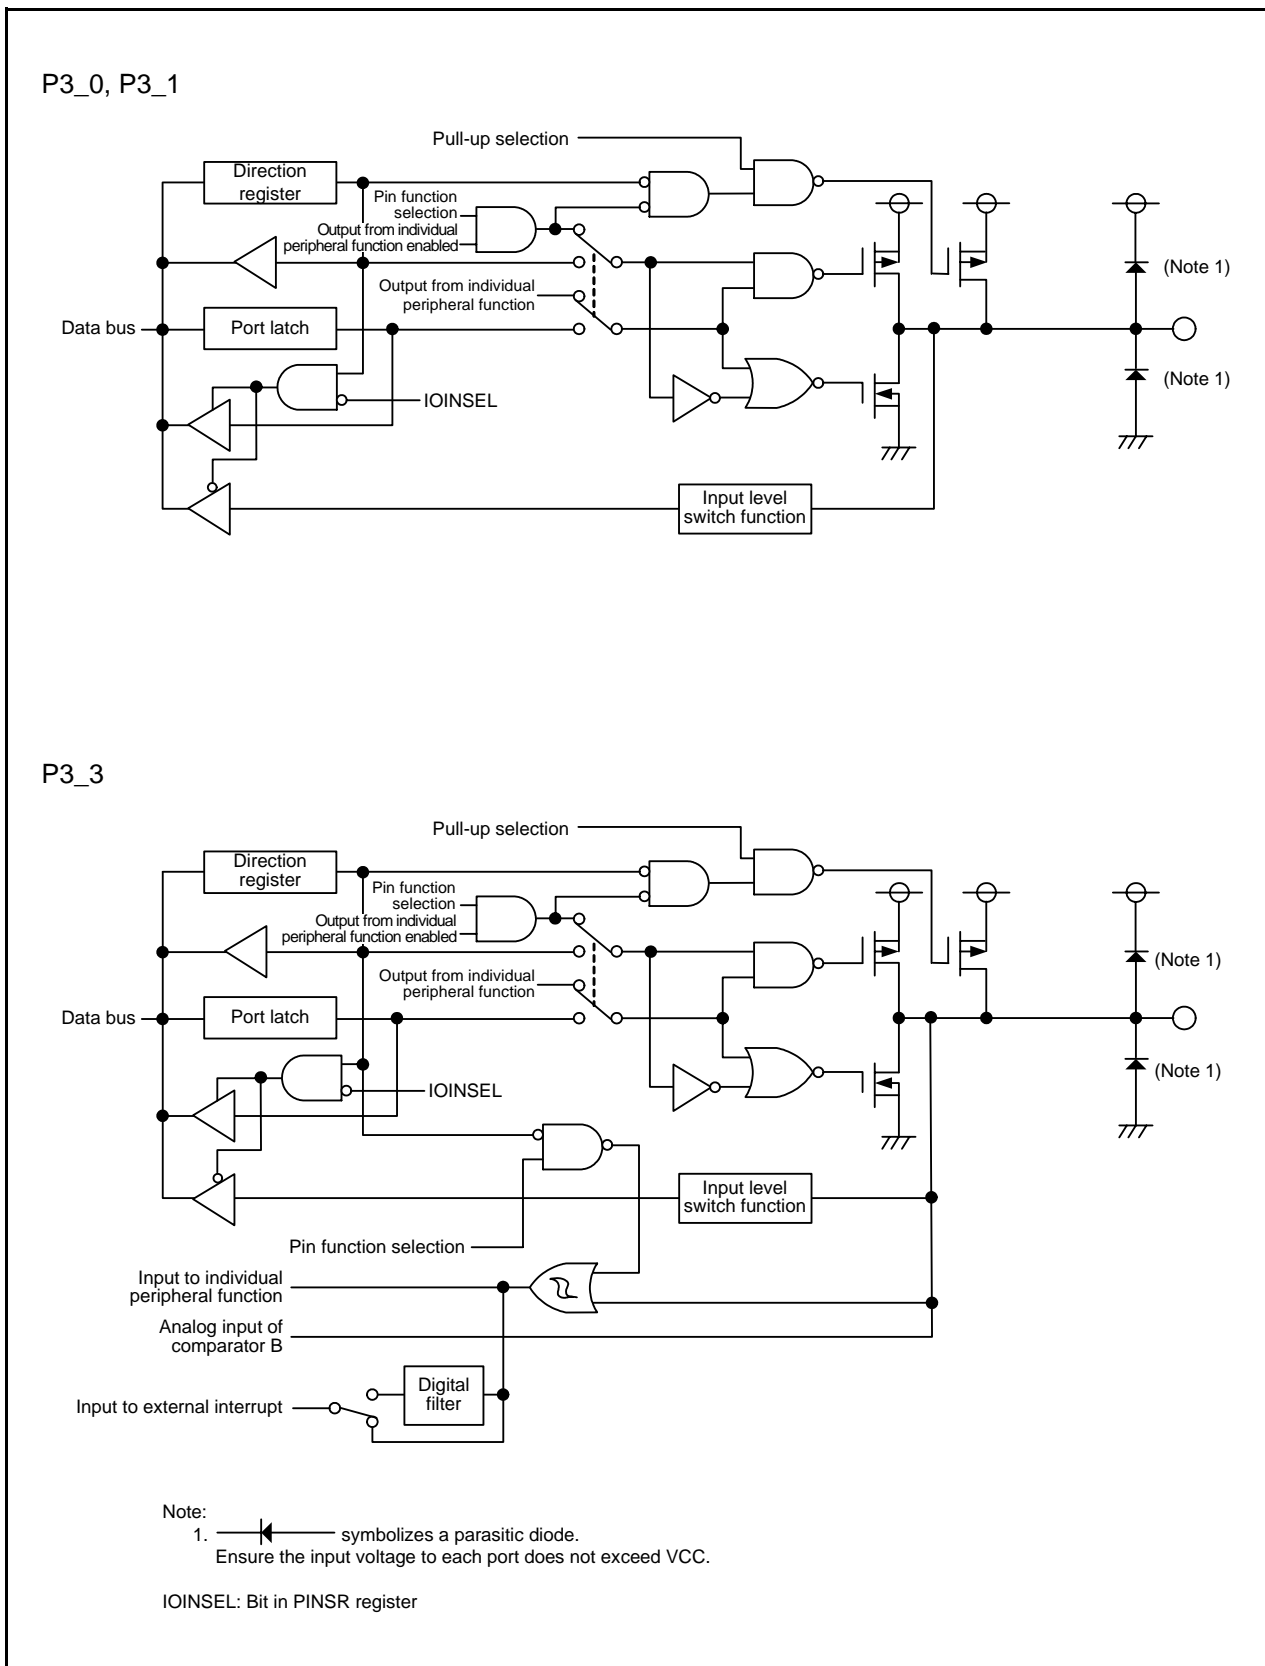 P3_0, P3_1
Pull-up selection
Direction
register
Pin function
selection
Output from individual
peripheral function enabled
(Note 1)
Output from individual
peripheral function
Data bus
Port latch
(Note 1)
IOINSEL
Input level
switch function
P3_3
Pull-up selection
Direction
register
Pin function
selection
Output from individual
peripheral function enabled
(Note 1)
Output from individual
peripheral function
Data bus
Port latch
(Note 1)
IOINSEL
Input level
switch function
Pin function selection
Input to individual
peripheral function
Analog input of
comparator B
Digital
filter
Input to external interrupt
Note:
1. symbolizes a parasitic diode.
Ensure the input voltage to each port does not exceed VCC.
IOINSEL: Bit in PINSR register